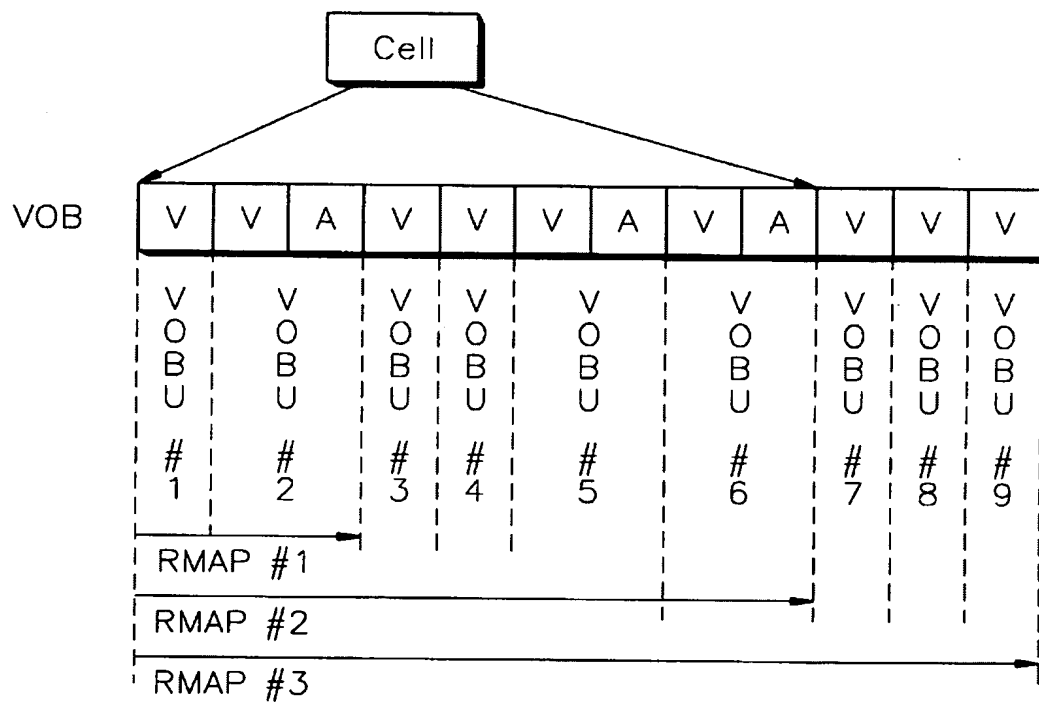 Cell
VOB V V A V V V A V A V V V
VOBU #1 VOBU #2 VOBU #3 VOBU #4 VOBU #5 VOBU #6 VOBU #7 VOBU #8 VOBU #9
RMAP #1
RMAP #2
RMAP #3